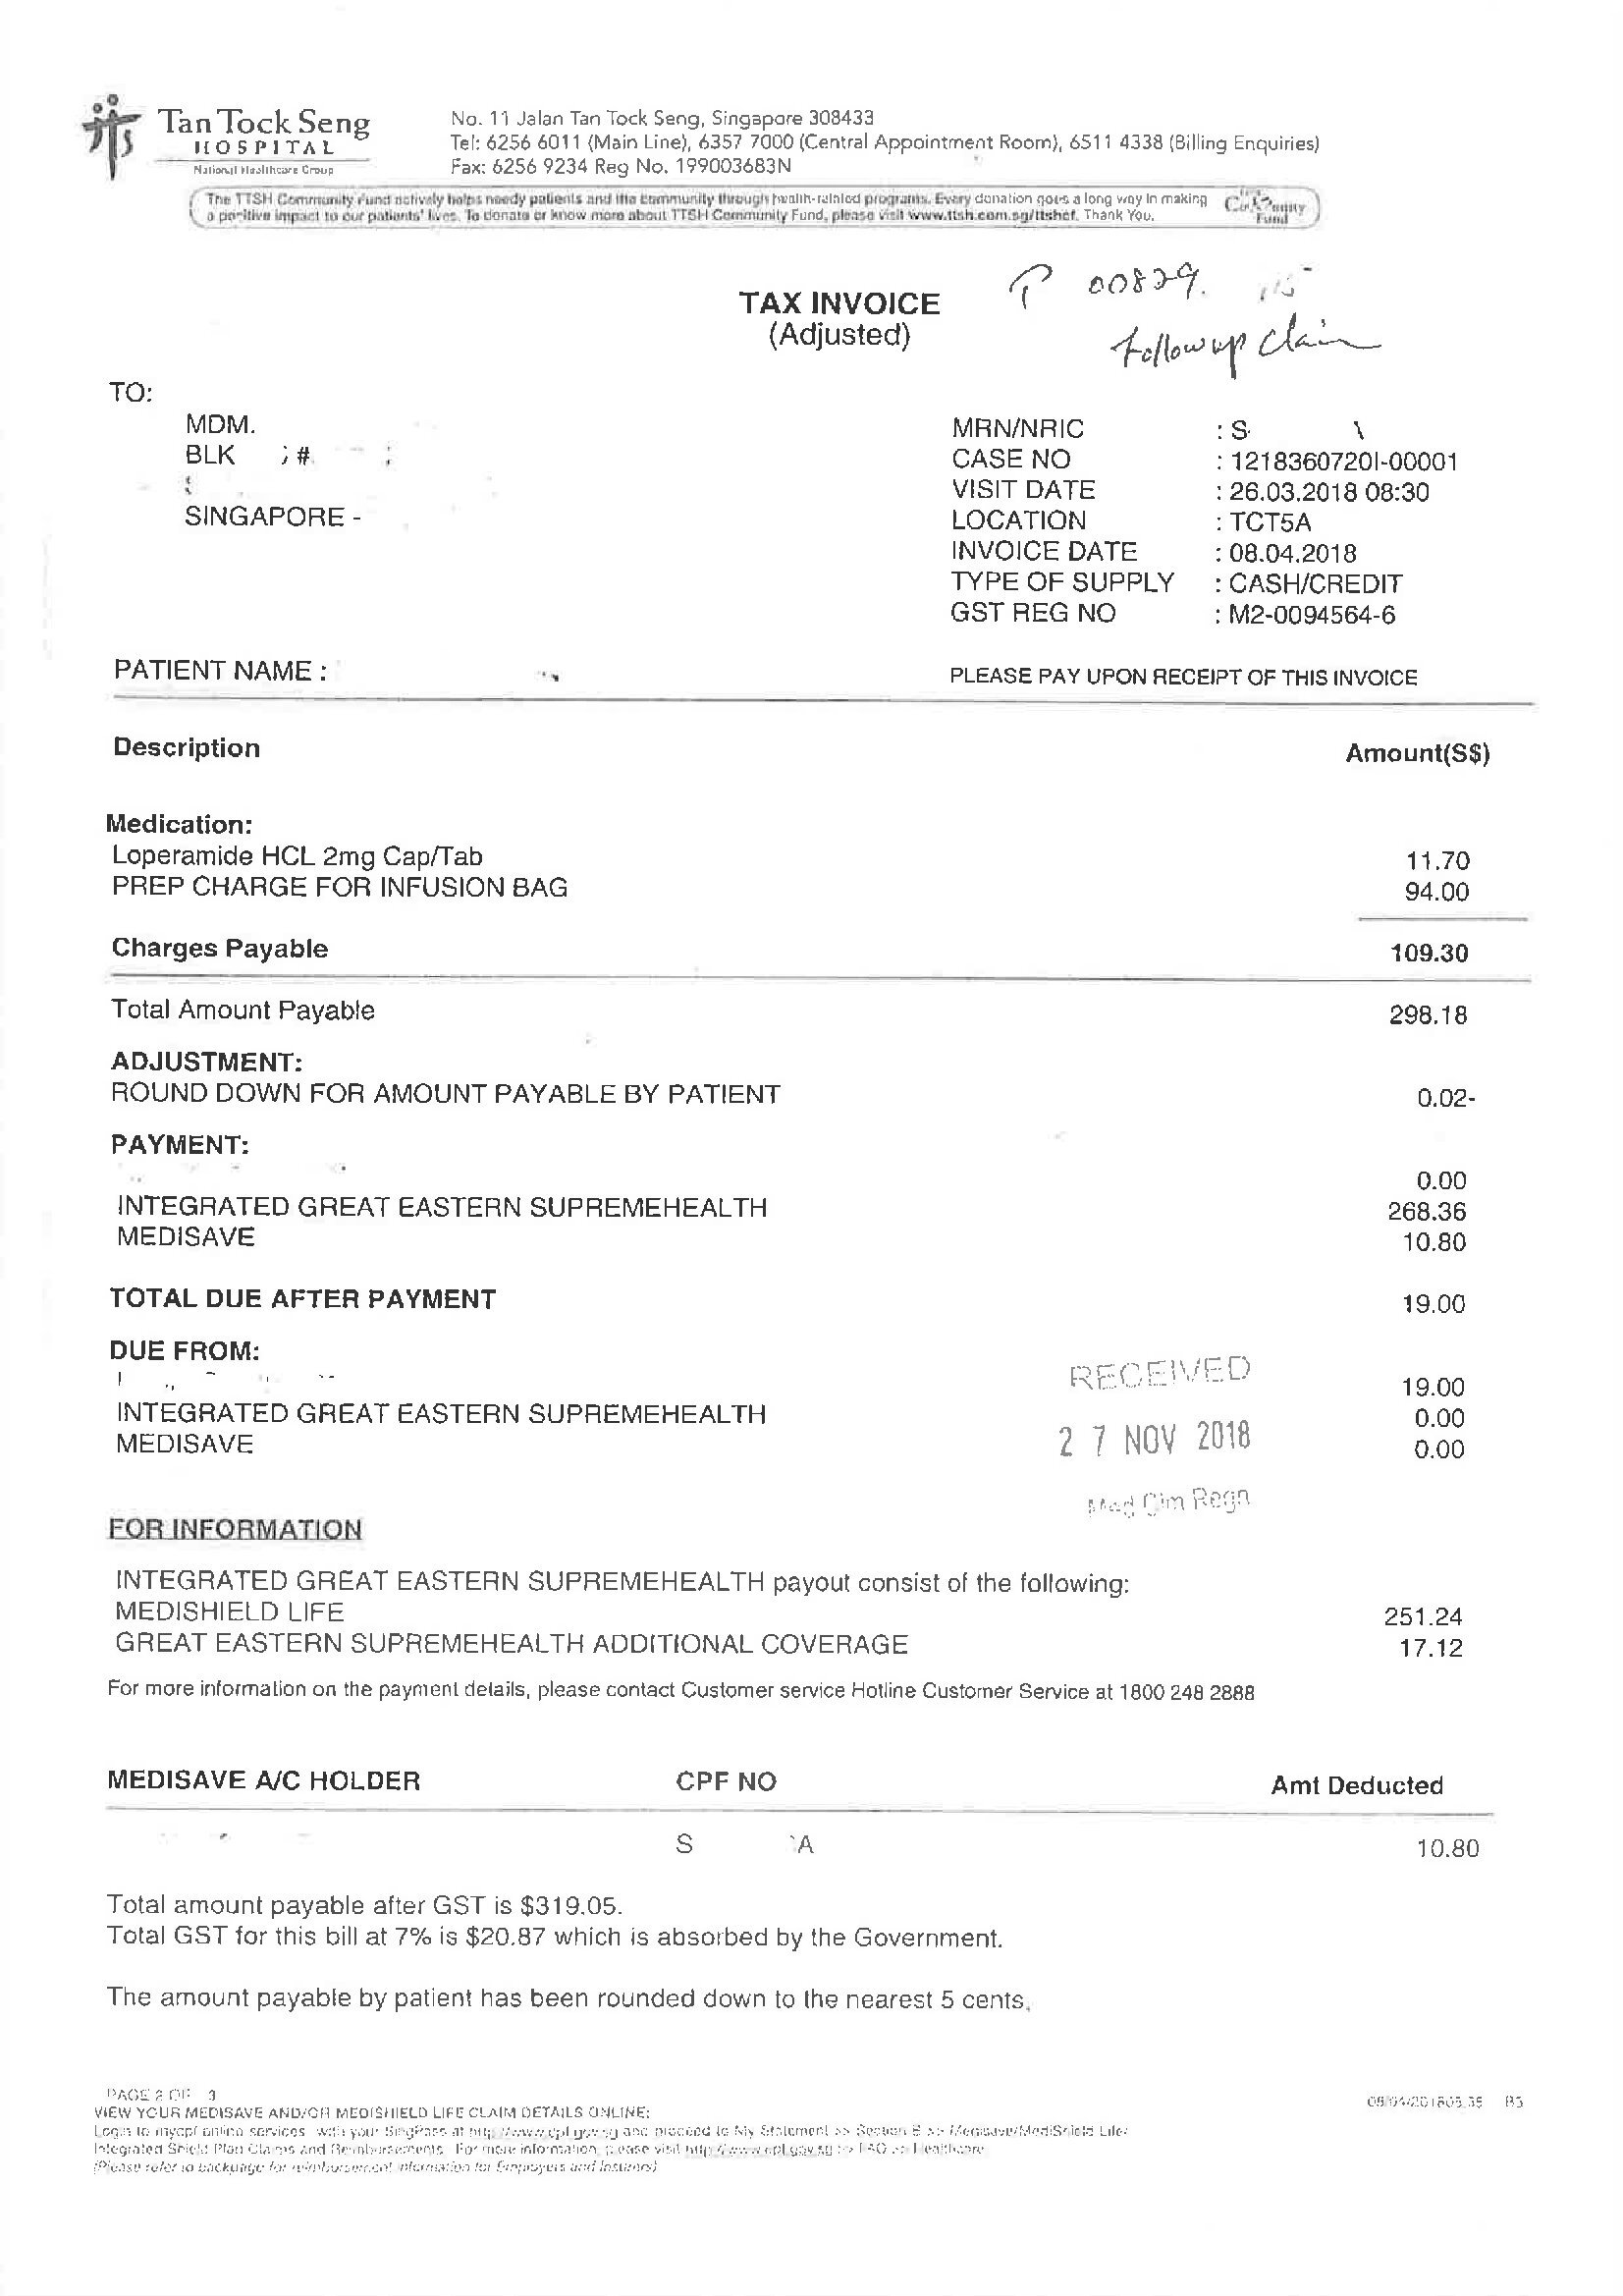 Tan Tock Seng
HOSPITAL
National Healthcare Group
No. 11 Jalan Tan Tock Seng, Singapore 308433
Tel: 6256 6011 (Main Line), 6357 7000 (Central Appointment Room), 6511 4338 (Billing Enquiries)
Fax: 6256 9234 Reg No. 199003683N
The TTSH Community Fund actively helps needy patients and the community through health-related programs. Every donation goes a long way in making
a positive impact to our patients' lives. To donate or know more about TTSH Community Fund, please visit www.ttsh.com.sg/ttshcf. Thank You.
Community
Fund
P 00829.
Follow up claim
TAX INVOICE
(Adjusted)
TO:
MDM.
BLK #
SINGAPORE -
MRN/NRIC : S
CASE NO : 1218360720I-00001
VISIT DATE : 26.03.2018 08:30
LOCATION : TCT5A
INVOICE DATE : 08.04.2018
TYPE OF SUPPLY : CASH/CREDIT
GST REG NO : M2-0094564-6
PATIENT NAME :
PLEASE PAY UPON RECEIPT OF THIS INVOICE
Description Amount(S$)
Medication:
Loperamide HCL 2mg Cap/Tab 11.70
PREP CHARGE FOR INFUSION BAG 94.00
Charges Payable 109.30
Total Amount Payable 298.18
ADJUSTMENT:
ROUND DOWN FOR AMOUNT PAYABLE BY PATIENT 0.02-
PAYMENT:
0.00
INTEGRATED GREAT EASTERN SUPREMEHEALTH 268.36
MEDISAVE 10.80
TOTAL DUE AFTER PAYMENT 19.00
DUE FROM:
19.00
INTEGRATED GREAT EASTERN SUPREMEHEALTH 0.00
MEDISAVE 0.00
RECEIVED
27 NOV 2018
Med Clm Regn
FOR INFORMATION
INTEGRATED GREAT EASTERN SUPREMEHEALTH payout consist of the following:
MEDISHIELD LIFE 251.24
GREAT EASTERN SUPREMEHEALTH ADDITIONAL COVERAGE 17.12
For more information on the payment details, please contact Customer service Hotline Customer Service at 1800 248 2888
MEDISAVE A/C HOLDER CPF NO Amt Deducted
S A 10.80
Total amount payable after GST is $319.05.
Total GST for this bill at 7% is $20.87 which is absorbed by the Government.
The amount payable by patient has been rounded down to the nearest 5 cents.
PAGE 2 OF 3
VIEW YOUR MEDISAVE AND/OR MEDISHIELD LIFE CLAIM DETAILS ONLINE:
Login to mycpf online services with your SingPass at http://www.cpf.gov.sg and proceed to My Statement >> Section B >> Medisave/MediShield Life/
Integrated Shield Plan Claims and Reimbursements. For more information, please visit http://www.cpf.gov.sg >> FAQ >> Healthcare
(Please refer to backpage for reimbursement information for Employers and Insurers)